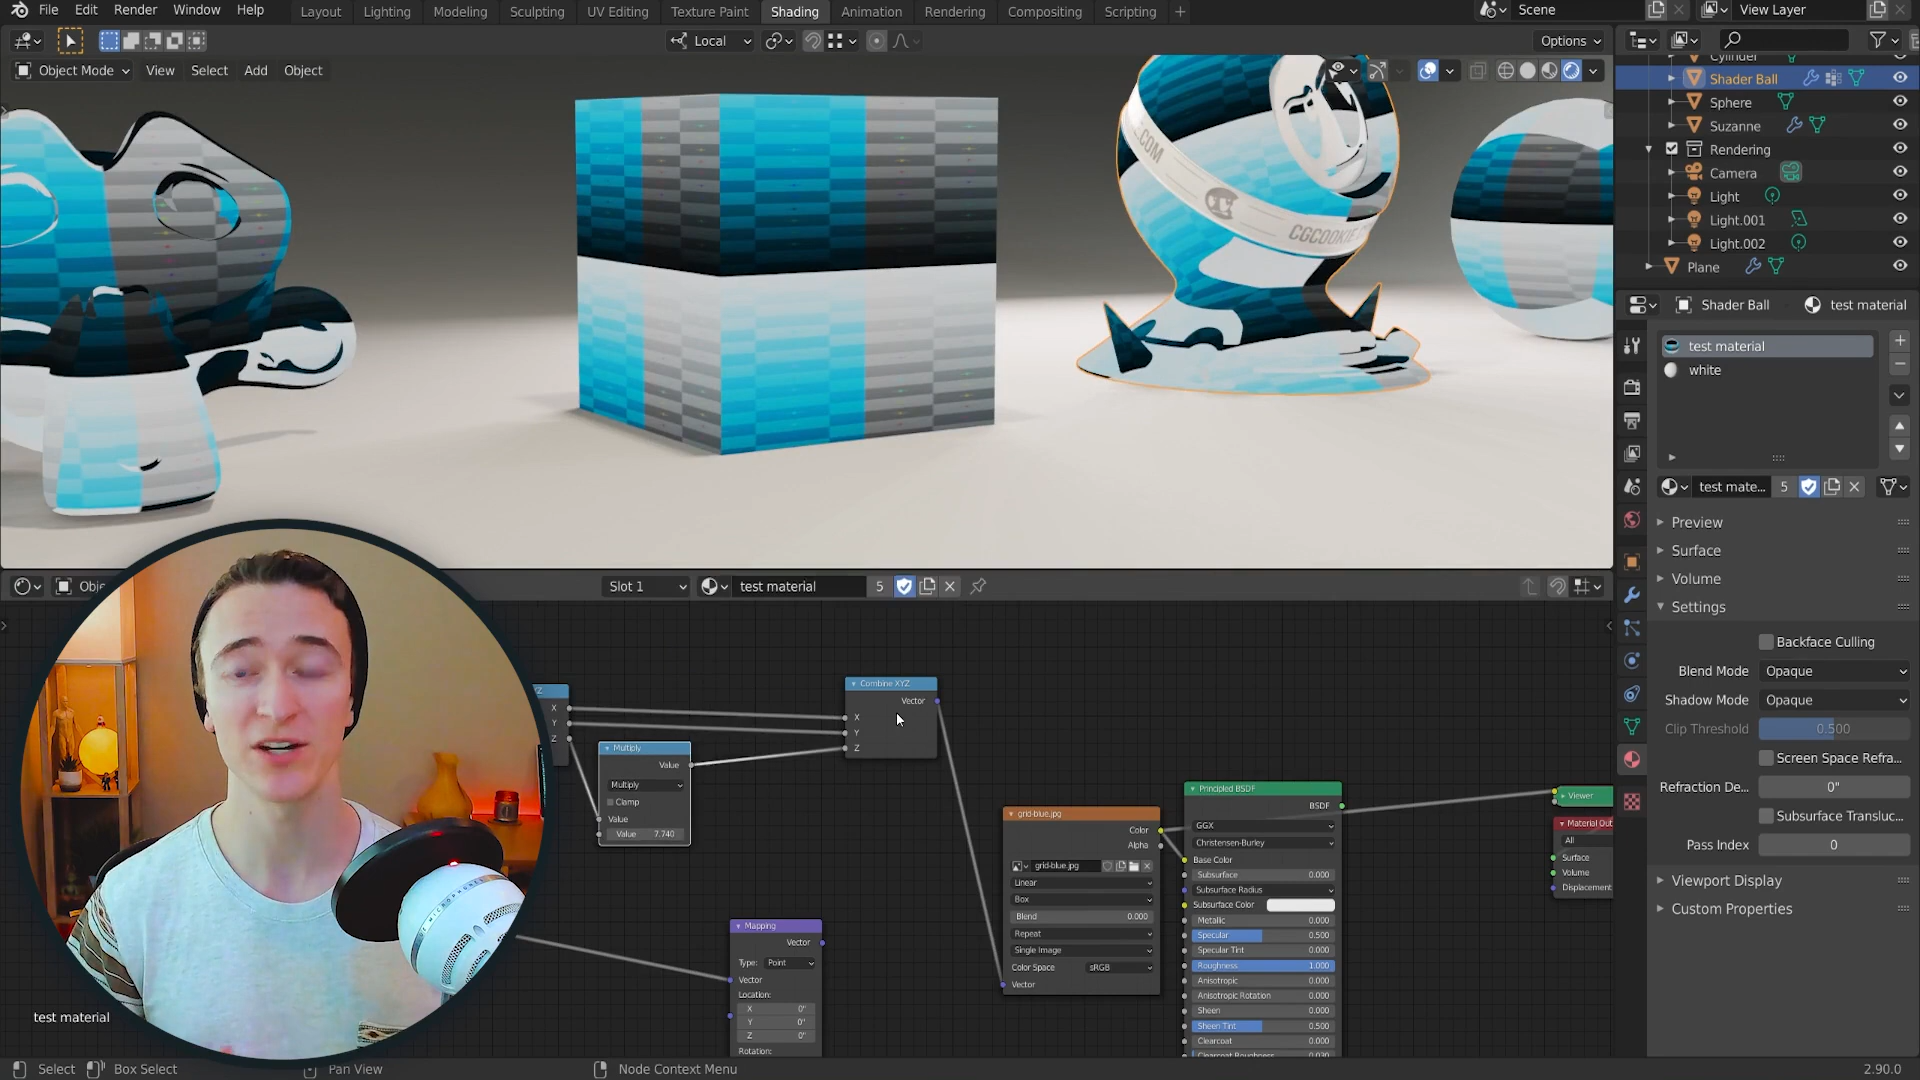 File Edit Render Window Help Layout Lighting Modeling Sculpting UV Editing Texture Paint Shading Animation Rendering Compositing Scripting + Scene View Layer
Local Options
Object Mode View Select Add Object
Cylinder
Shader Ball
Sphere
Suzanne
Rendering
Camera
Light
Light.001
Light.002
Plane
.COM
CGCOOKIE
Shader Ball test material
test material
white
test mate... 5
Preview
Surface
Volume
Settings
Backface Culling
Blend Mode Opaque
Shadow Mode Opaque
Clip Threshold 0.500
Screen Space Refra...
Refraction De... 0"
Subsurface Transluc...
Pass Index 0
Viewport Display
Custom Properties
Obje
Slot 1 test material 5
Z
X
Y
Z
Multiply
Value
Multiply
Clamp
Value
Value 7.740
Combine XYZ
Vector
X
Y
Z
Mapping
Vector
Type: Point
Vector
Location:
X 0"
Y 0"
Z 0"
Rotation:
grid-blue.jpg
Color
Alpha
grid-blue.jpg
Linear
Box
Blend 0.000
Repeat
Single Image
Color Space sRGB
Vector
Principled BSDF
BSDF
GGX
Christensen-Burley
Base Color
Subsurface 0.000
Subsurface Radius
Subsurface Color
Metallic 0.000
Specular 0.500
Specular Tint 0.000
Roughness 1.000
Anisotropic 0.000
Anisotropic Rotation 0.000
Sheen 0.000
Sheen Tint 0.500
Clearcoat 0.000
Clearcoat Roughness 0.030
Viewer
Material Out
All
Surface
Volume
Displacement
MICROPHONES
test material
Select Box Select Pan View Node Context Menu 2.90.0